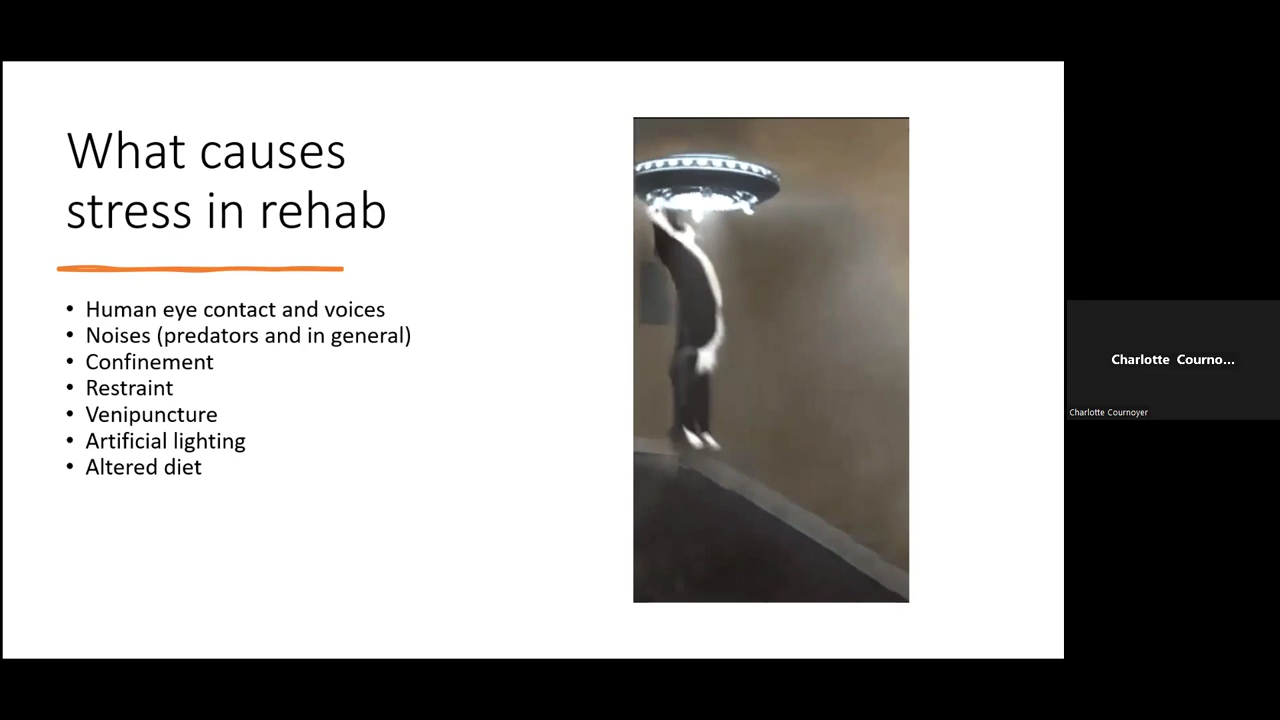 What causes
stress in rehab
• Human eye contact and voices
• Noises (predators and in general)
• Confinement
• Restraint
• Venipuncture
• Artificial lighting
• Altered diet
Charlotte Courno...
Charlotte Cournoyer